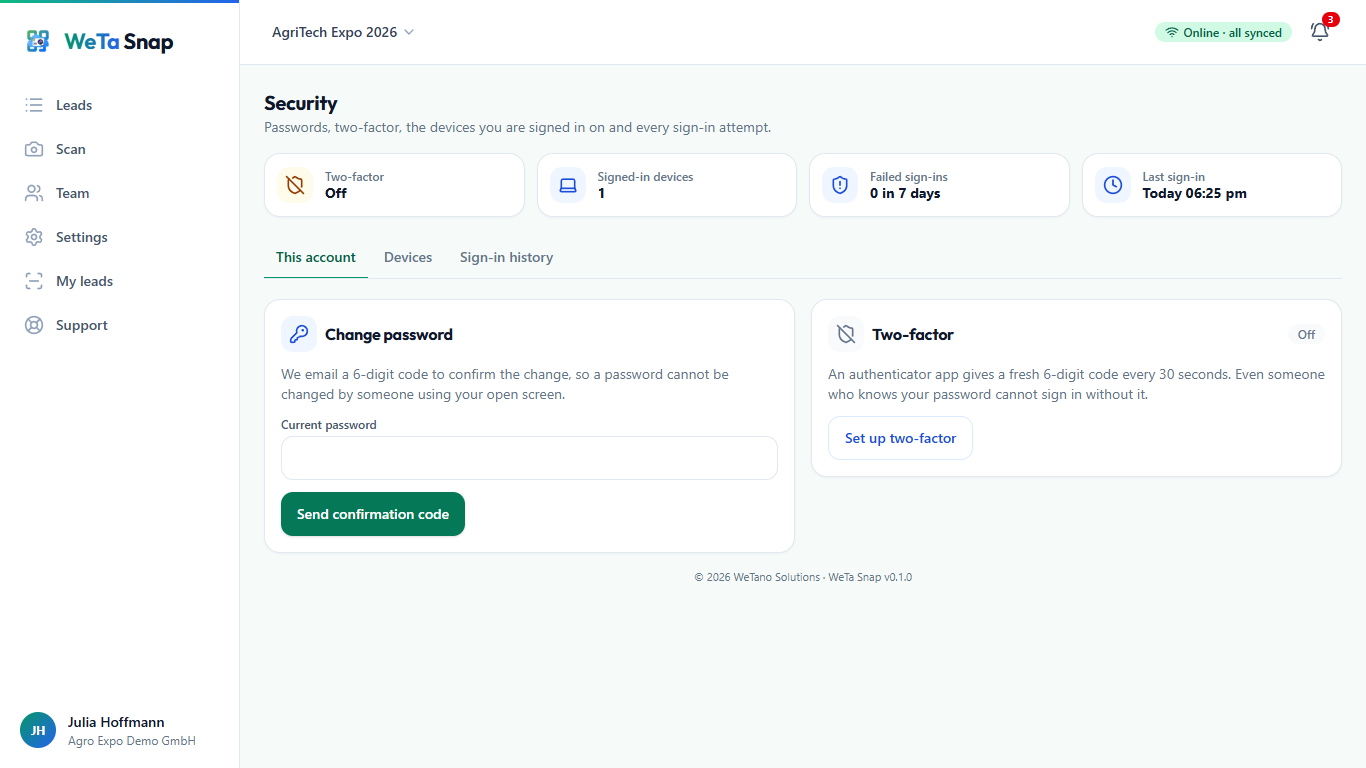 WeTa Snap
AgriTech Expo 2026
Online · all synced
3
Leads
Scan
Team
Settings
My leads
Support
Security
Passwords, two-factor, the devices you are signed in on and every sign-in attempt.
Two-factor
Off
Signed-in devices
1
Failed sign-ins
0 in 7 days
Last sign-in
Today 06:25 pm
This account
Devices
Sign-in history
Change password
We email a 6-digit code to confirm the change, so a password cannot be
changed by someone using your open screen.
Current password
Send confirmation code
Two-factor
Off
An authenticator app gives a fresh 6-digit code every 30 seconds. Even someone
who knows your password cannot sign in without it.
Set up two-factor
© 2026 WeTano Solutions · WeTa Snap v0.1.0
JH
Julia Hoffmann
Agro Expo Demo GmbH